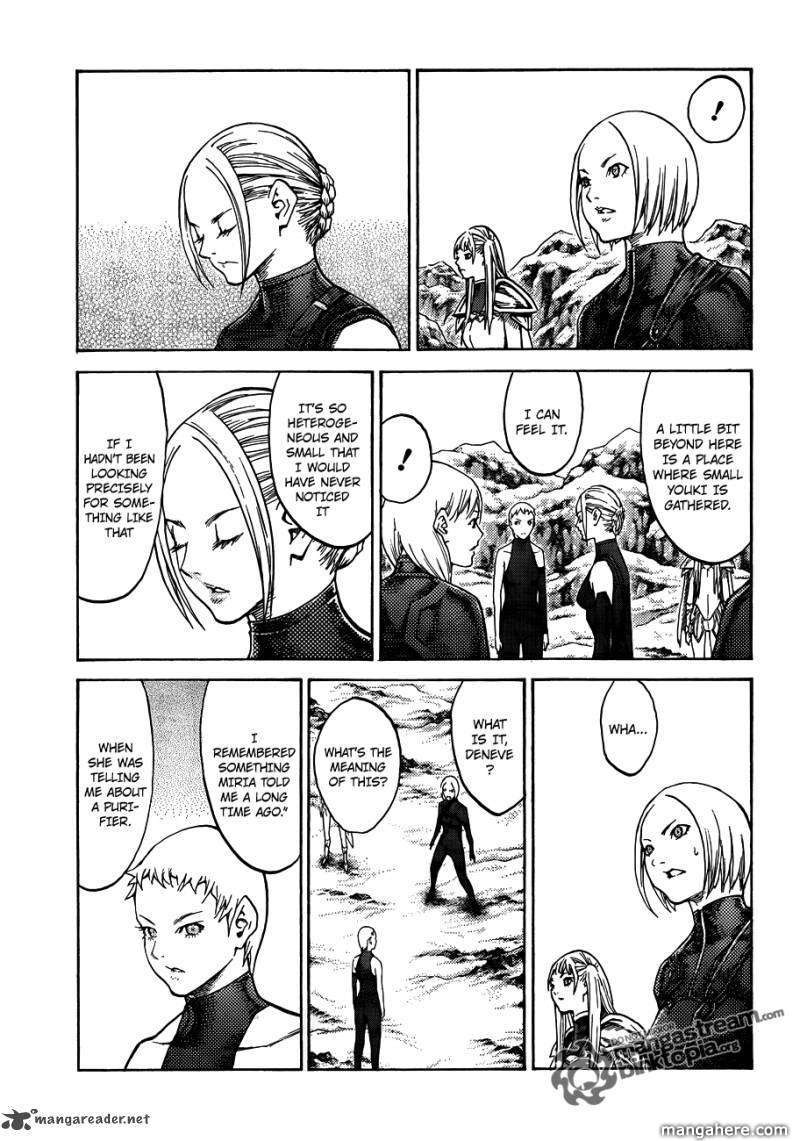 !
A LITTLE BIT
BEYOND HERE
IS A PLACE
WHERE SMALL
YOUKI IS
GATHERED.
I CAN
FEEL IT.
!
IT'S SO
HETEROGE-
NEOUS AND
SMALL THAT
I WOULD
HAVE NEVER
NOTICED
IT
IF I
HADN'T BEEN
LOOKING
PRECISELY
FOR SOME-
THING LIKE
THAT
WHA...
WHAT
IS IT,
DENEVE
?
WHAT'S THE
MEANING
OF THIS?
I
REMEMBERED
SOMETHING
MIRIA TOLD
ME A LONG
TIME AGO."
WHEN
SHE WAS
TELLING
ME ABOUT
A PURI-
FIER.
Mangastream.com
binktopia.org
mangareader.net
mangahere.com